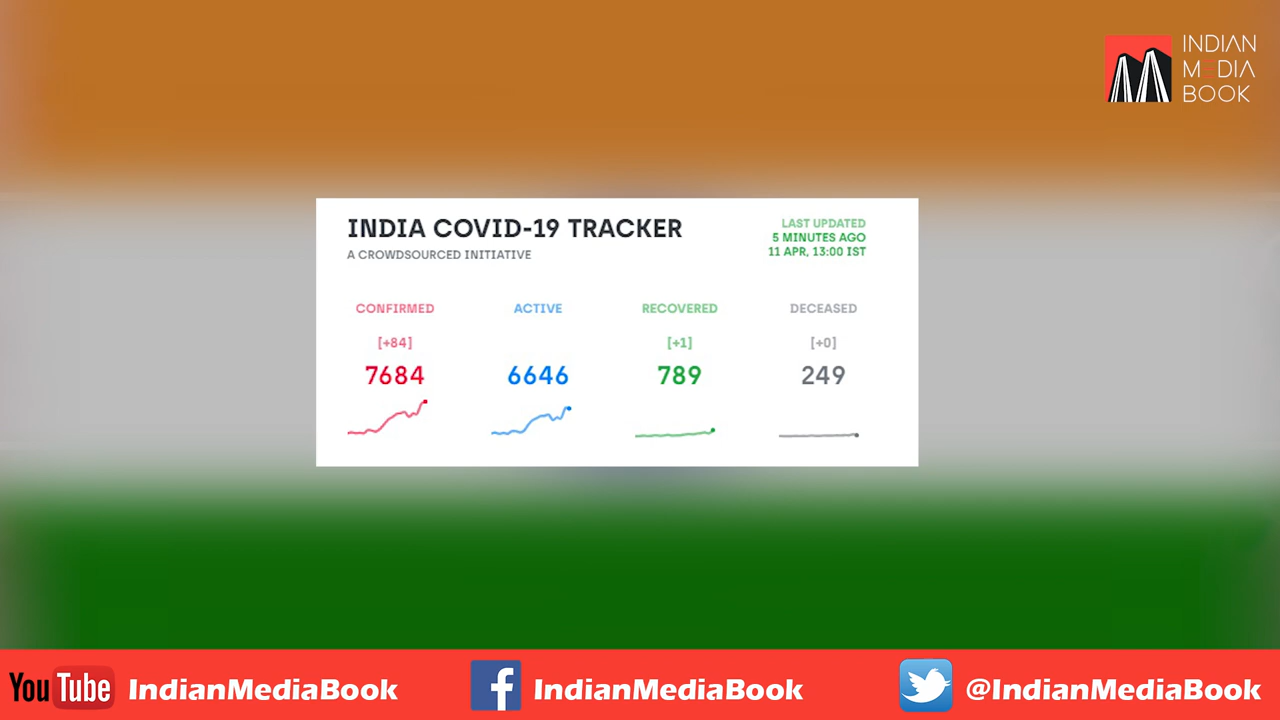 INDIAN
MEDIA
BOOK
INDIA COVID-19 TRACKER
A CROWDSOURCED INITIATIVE
LAST UPDATED
5 MINUTES AGO
11 APR, 13:00 IST
CONFIRMED ACTIVE RECOVERED DECEASED
[+84] [+1] [+0]
7684 6646 789 249
YouTube IndianMediaBook f IndianMediaBook @IndianMediaBook